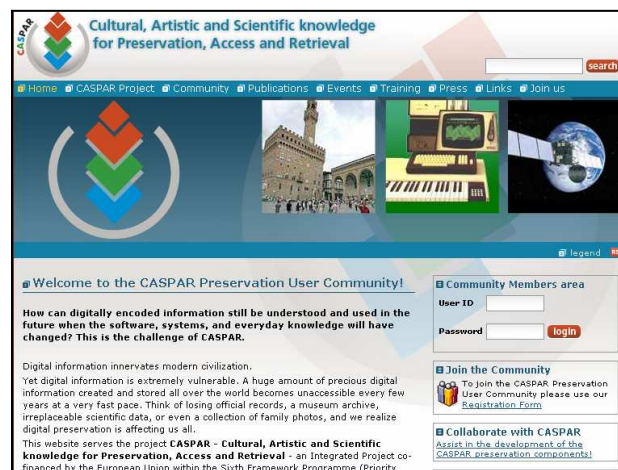 CASPAR
Cultural, Artistic and Scientific knowledge
for Preservation, Access and Retrieval
search
Home CASPAR Project Community Publications Events Training Press Links Join us
legend
Welcome to the CASPAR Preservation User Community!
How can digitally encoded information still be understood and used in the
future when the software, systems, and everyday knowledge will have
changed? This is the challenge of CASPAR.
Digital information innervates modern civilization.
Yet digital information is extremely vulnerable. A huge amount of precious digital
information created and stored all over the world becomes unaccessible every few
years at a very fast pace. Think of losing official records, a museum archive,
irreplaceable scientific data, or even a collection of family photos, and we realize
digital preservation is affecting us all.
This website serves the project CASPAR - Cultural, Artistic and Scientific
knowledge for Preservation, Access and Retrieval - an Integrated Project co-
financed by the European Union within the Sixth Framework Programme (Priority
Community Members area
User ID
Password login
Join the Community
To join the CASPAR Preservation
User Community please use our
Registration Form
Collaborate with CASPAR
Assist in the development of the
CASPAR preservation components!